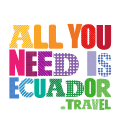 ALL YOU
NEED IS
ECUADOR
.TRAVEL